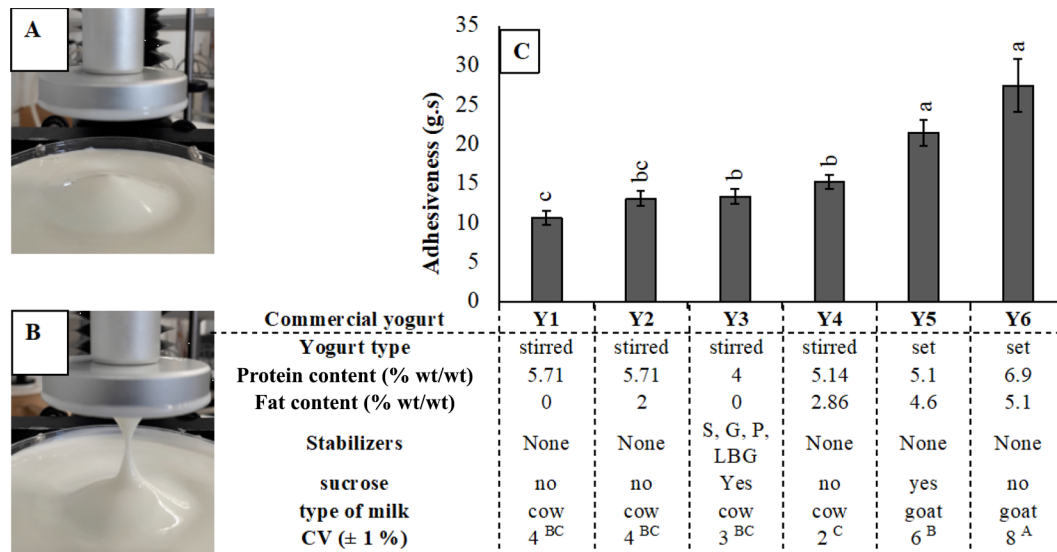 A
B
C
Adhesiveness (g.s)
35
30
25
20
15
10
5
0
c
bc
b
b
a
a
Commercial yogurt Y1 Y2 Y3 Y4 Y5 Y6
Yogurt type stirred stirred stirred stirred set set
Protein content (% wt/wt) 5.71 5.71 4 5.14 5.1 6.9
Fat content (% wt/wt) 0 2 0 2.86 4.6 5.1
Stabilizers None None S, G, P, LBG None None None
sucrose no no Yes no yes no
type of milk cow cow cow cow goat goat
CV (± 1 %) 4 BC 4 BC 3 BC 2 C 6 B 8 A